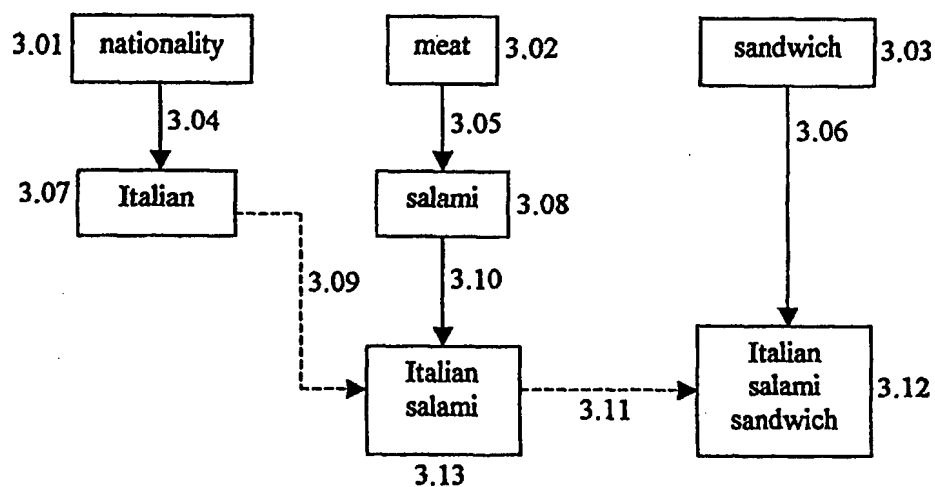 3.01 nationality
meat 3.02
sandwich 3.03
3.04
3.05
3.06
3.07 Italian
salami 3.08
3.09
3.10
Italian
salami
3.13
3.11
Italian
salami
sandwich
3.12